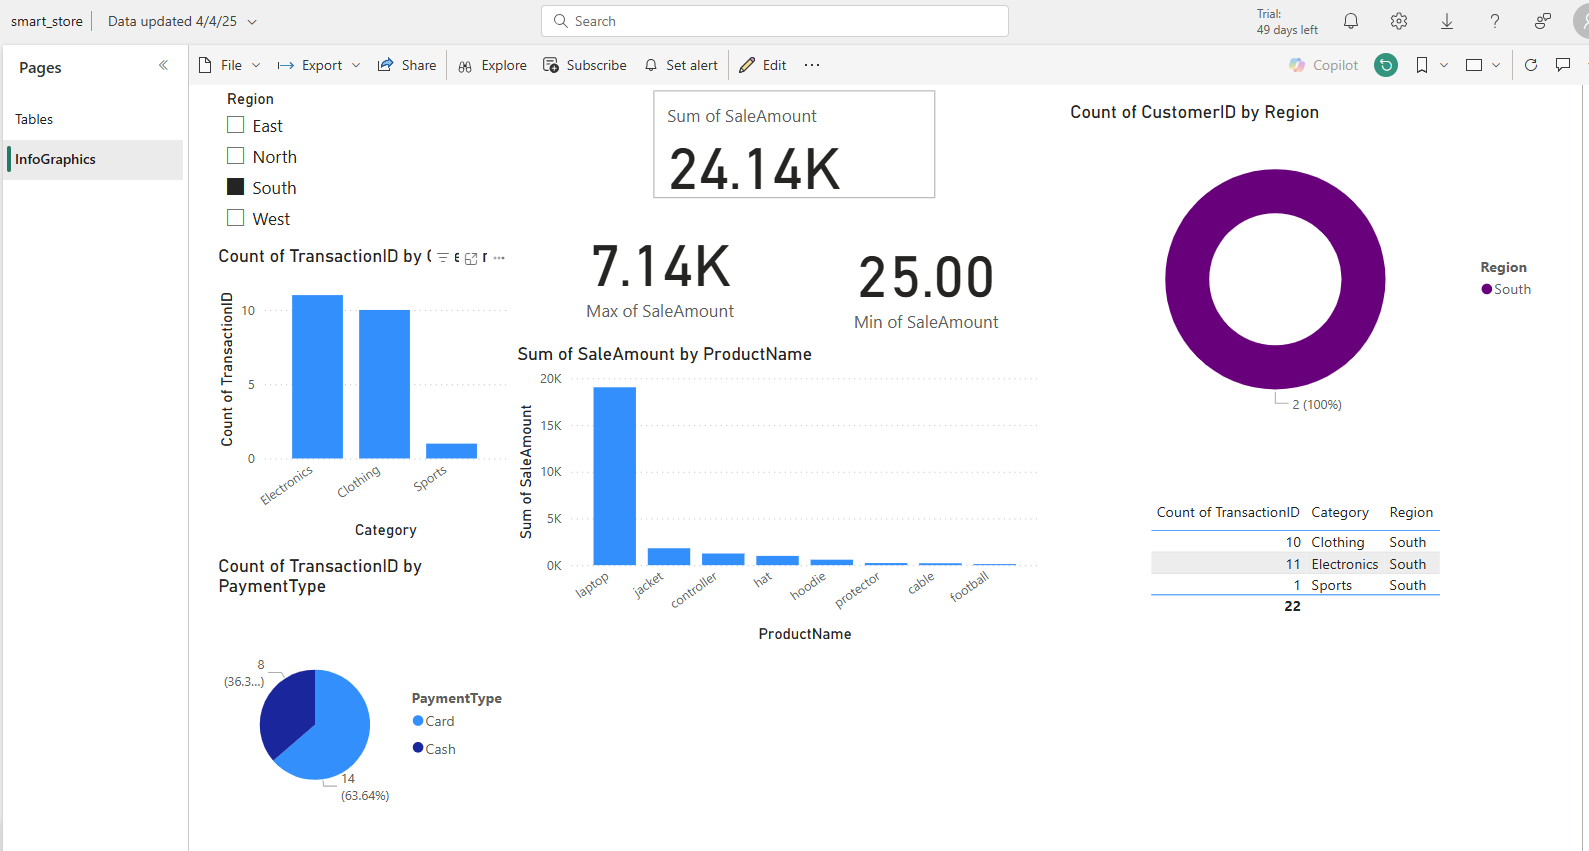 smart_store
Data updated 4/4/25
Search
Trial:
49 days left
Pages
Tables
InfoGraphics
File
Export
Share
Explore
Subscribe
Set alert
Edit
Copilot
Region
East
North
South
West
Sum of SaleAmount
24.14K
7.14K
Max of SaleAmount
25.00
Min of SaleAmount
Count of CustomerID by Region
2 (100%)
Region
South
Count of TransactionID by
Count of TransactionID
10
5
0
Electronics
Clothing
Sports
Category
Sum of SaleAmount by ProductName
Sum of SaleAmount
20K
15K
10K
5K
0K
laptop
jacket
controller
hat
hoodie
protector
cable
football
ProductName
Count of TransactionID Category Region
10 Clothing South
11 Electronics South
1 Sports South
22
Count of TransactionID by
PaymentType
8
(36.3...)
14
(63.64%)
PaymentType
Card
Cash